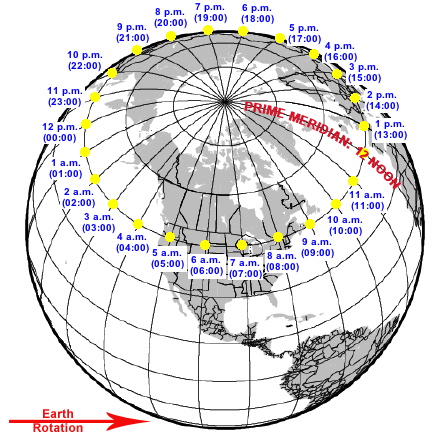 6 p.m.
(18:00)
7 p.m.
(19:00)
8 p.m.
(20:00)
9 p.m.
(21:00)
10 p.m.
(22:00)
11 p.m.
(23:00)
12 p.m.
(00:00)
1 a.m.
(01:00)
2 a.m.
(02:00)
3 a.m.
(03:00)
4 a.m.
(04:00)
5 a.m.
(05:00)
6 a.m.
(06:00)
7 a.m.
(07:00)
8 a.m.
(08:00)
9 a.m.
(09:00)
10 a.m.
(10:00)
11 a.m.
(11:00)
PRIME MERIDIAN: 12 NOON
1 p.m.
(13:00)
2 p.m.
(14:00)
3 p.m.
(15:00)
4 p.m.
(16:00)
5 p.m.
(17:00)
Earth
Rotation